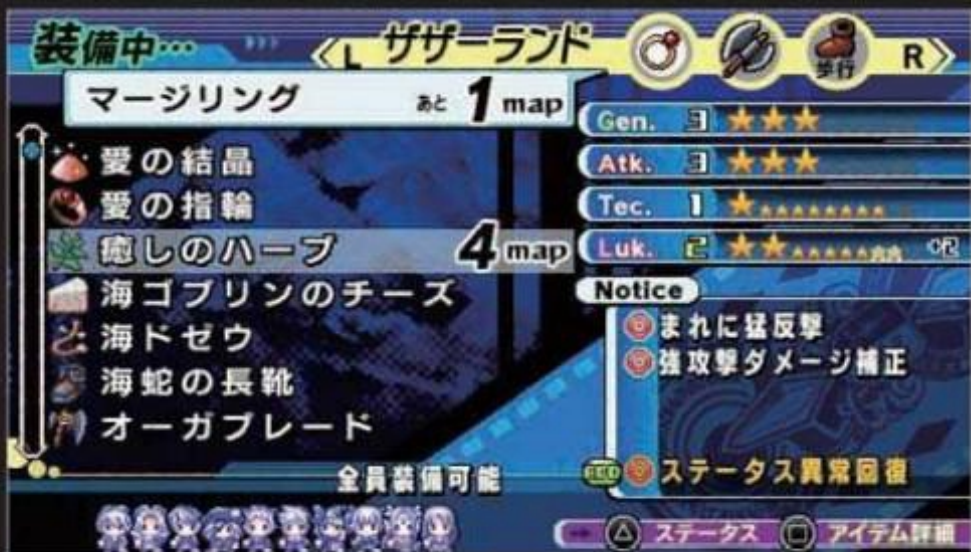 装備中…
L ザザーランド R
歩行
マージリング あと 1 map
愛の結晶
愛の指輪
癒しのハーブ 4 map
海ゴブリンのチーズ
海ドゼウ
海蛇の長靴
オーガブレード
Gen. 3
Atk. 3
Tec. 1
Luk. 2 +2
Notice
まれに猛反撃
強攻撃ダメージ補正
ステータス異常回復
全員装備可能
ステータス アイテム詳細